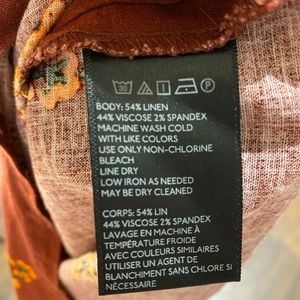 30 P
BODY: 54% LINEN
44% VISCOSE 2% SPANDEX
MACHINE WASH COLD
WITH LIKE COLORS
USE ONLY NON-CHLORINE
BLEACH
LINE DRY
LOW IRON AS NEEDED
MAY BE DRY CLEANED
CORPS: 54% LIN
44% VISCOSE 2% SPANDEX
LAVAGE EN MACHINE À
TEMPÉRATURE FROIDE
AVEC COULEURS SIMILAIRES
UTILISER UN AGENT DE
BLANCHIMENT SANS CHLORE SI
NÉCESSAIRE